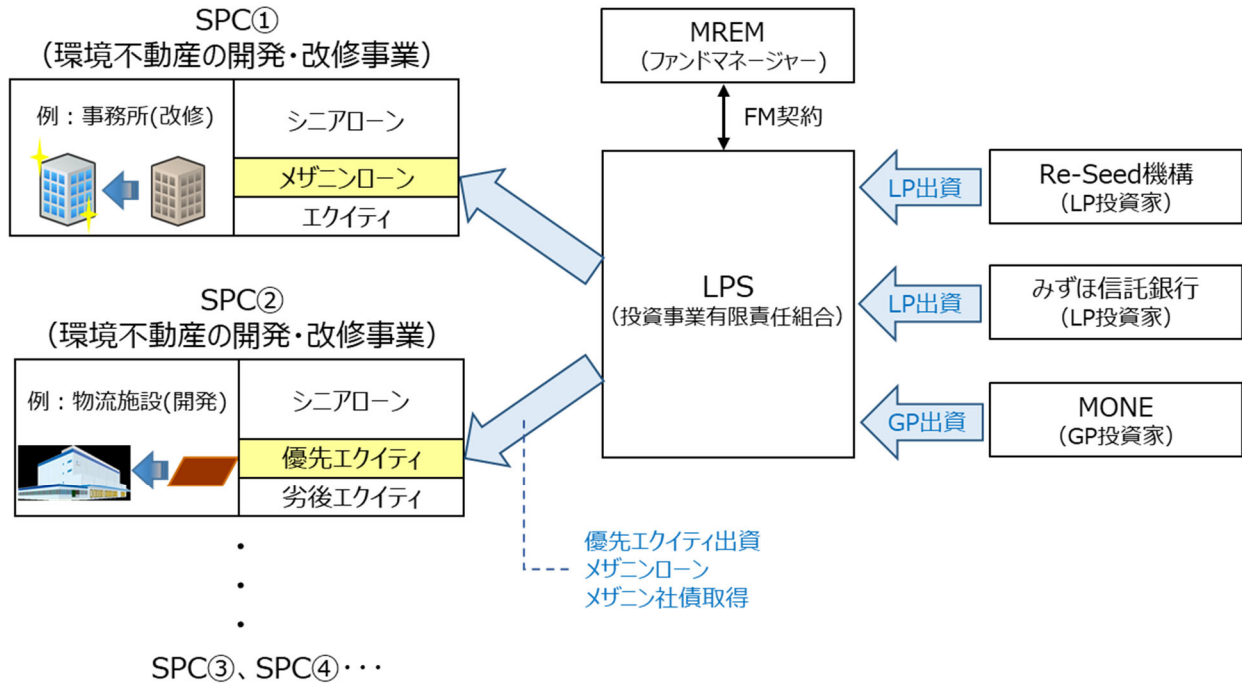 SPC①
(環境不動産の開発・改修事業)
例：事務所(改修)
シニアローン
メザニンローン
エクイティ
SPC②
(環境不動産の開発・改修事業)
例：物流施設(開発)
シニアローン
優先エクイティ
劣後エクイティ
・
・
・
SPC③、SPC④・・・
MREM
(ファンドマネージャー)
FM契約
LPS
(投資事業有限責任組合)
優先エクイティ出資
メザニンローン
メザニン社債取得
LP出資
Re-Seed機構
(LP投資家)
LP出資
みずほ信託銀行
(LP投資家)
GP出資
MONE
(GP投資家)